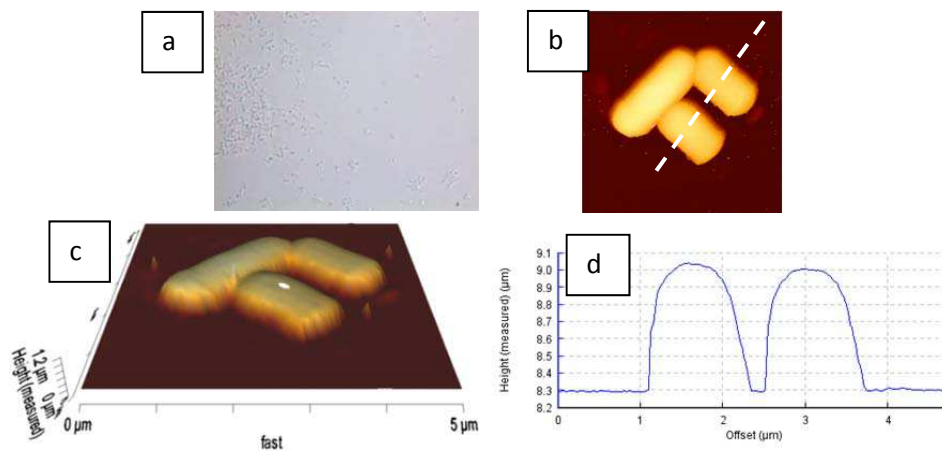 a
b
c
1.2 µm
0 µm
Height (measured)
0 µm
5 µm
fast
d
9.1
9.0
8.9
8.8
8.7
8.6
8.5
8.4
8.3
8.2
Height (measured) (µm)
0
1
2
3
4
Offset (µm)